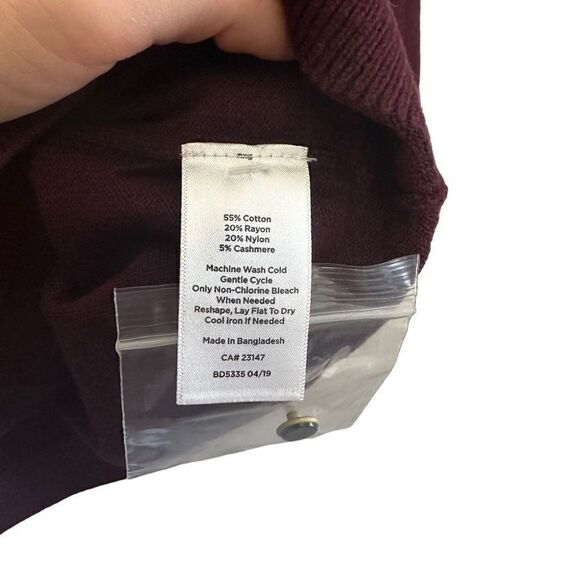 55% Cotton
20% Rayon
20% Nylon
5% Cashmere
Machine Wash Cold
Gentle Cycle
Only Non-Chlorine Bleach
When Needed
Reshape, Lay Flat To Dry
Cool Iron If Needed
Made In Bangladesh
CA# 23147
BD5335 04/19